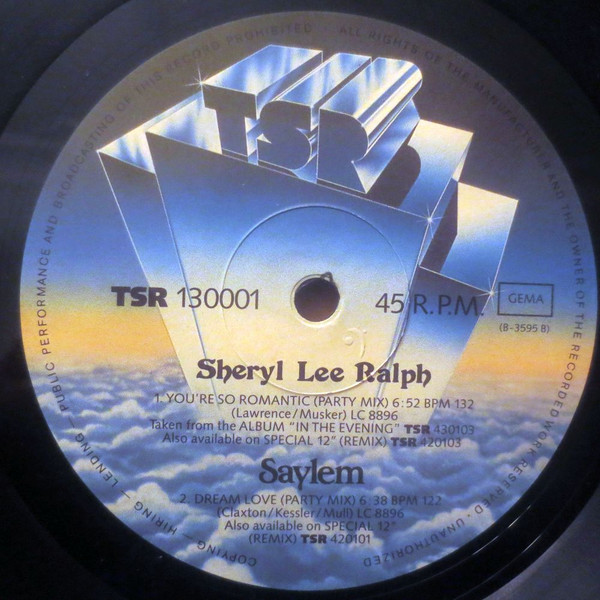 ALL RIGHTS OF THE MANUFACTURER AND THE OWNER OF THE RECORDED WORK RESERVED · UNAUTHORIZED COPYING – HIRING – LENDING – PUBLIC PERFORMANCE AND BROADCASTING OF THIS RECORD PROHIBITED ·
TSR
TSR 130001
45 R.P.M.
GEMA
(B-3595 B)
Sheryl Lee Ralph
1. YOU'RE SO ROMANTIC (PARTY MIX) 6:52 BPM 132
(Lawrence/Musker) LC 8896
Taken from the ALBUM "IN THE EVENING" TSR 430103
Also available on SPECIAL 12" (REMIX) TSR 420103
Saylem
2. DREAM LOVE (PARTY MIX) 6:38 BPM 122
(Claxton/Kessler/Mull) LC 8896
Also available on SPECIAL 12"
(REMIX) TSR 420101